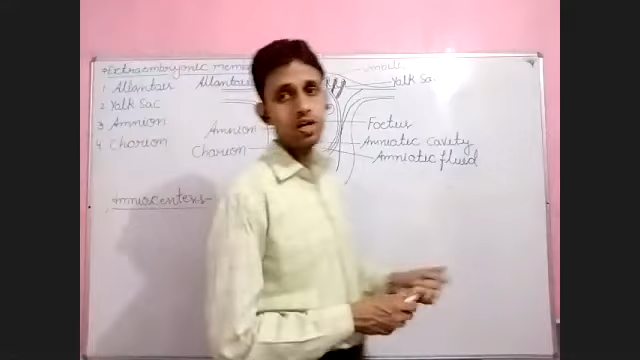 Extraembryonic
1 Allantois
2 Yolk Sac
3 Amnion
4 Chorion
Allantois
Amnion
Chorion
Yolk Sac
Foetus
Amniotic cavity
Amniotic fluid
Amniocentesis-